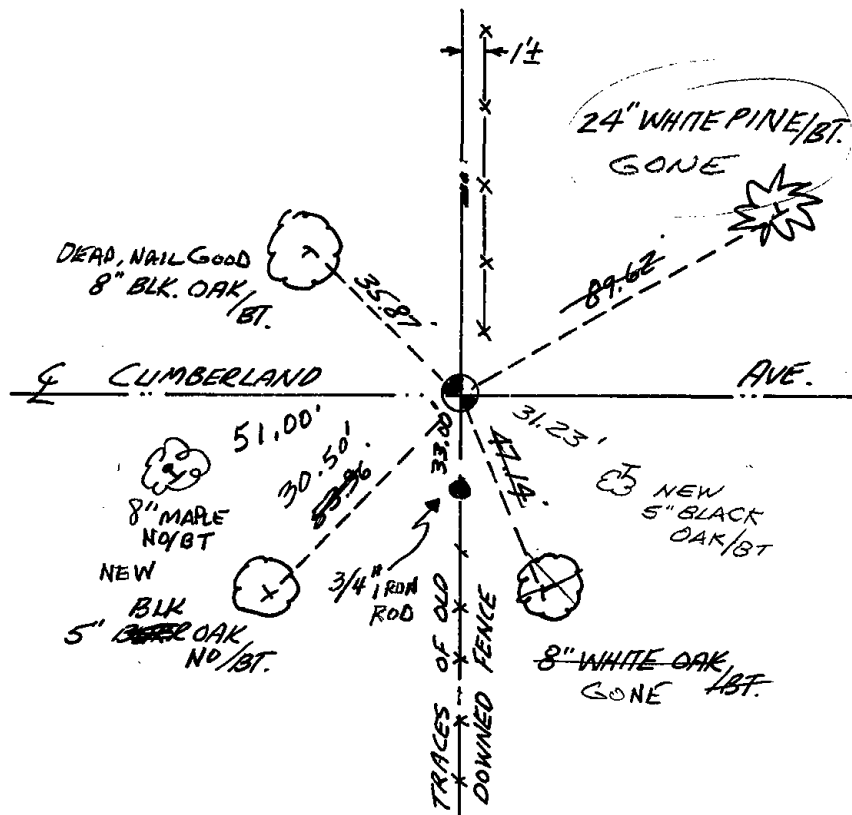 1'±
24" WHITE PINE/BT.
GONE
DEAD, NAIL GOOD
8" BLK. OAK/
BT.
35.87'
89.62'
℄ CUMBERLAND AVE.
51.00'
30.50'
33.00'
47.14'
31.23'
8" MAPLE
NO/BT
NEW
BLK
5" OAK
NO/BT.
3/4" IRON
ROD
NEW
5" BLACK
OAK/BT
8" WHITE OAK
/BT.
GONE
TRACES OF OLD
DOWNED FENCE